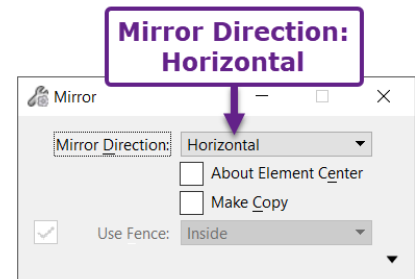 Mirror Direction:
Horizontal
Mirror
Mirror Direction: Horizontal
About Element Center
Make Copy
Use Fence: Inside